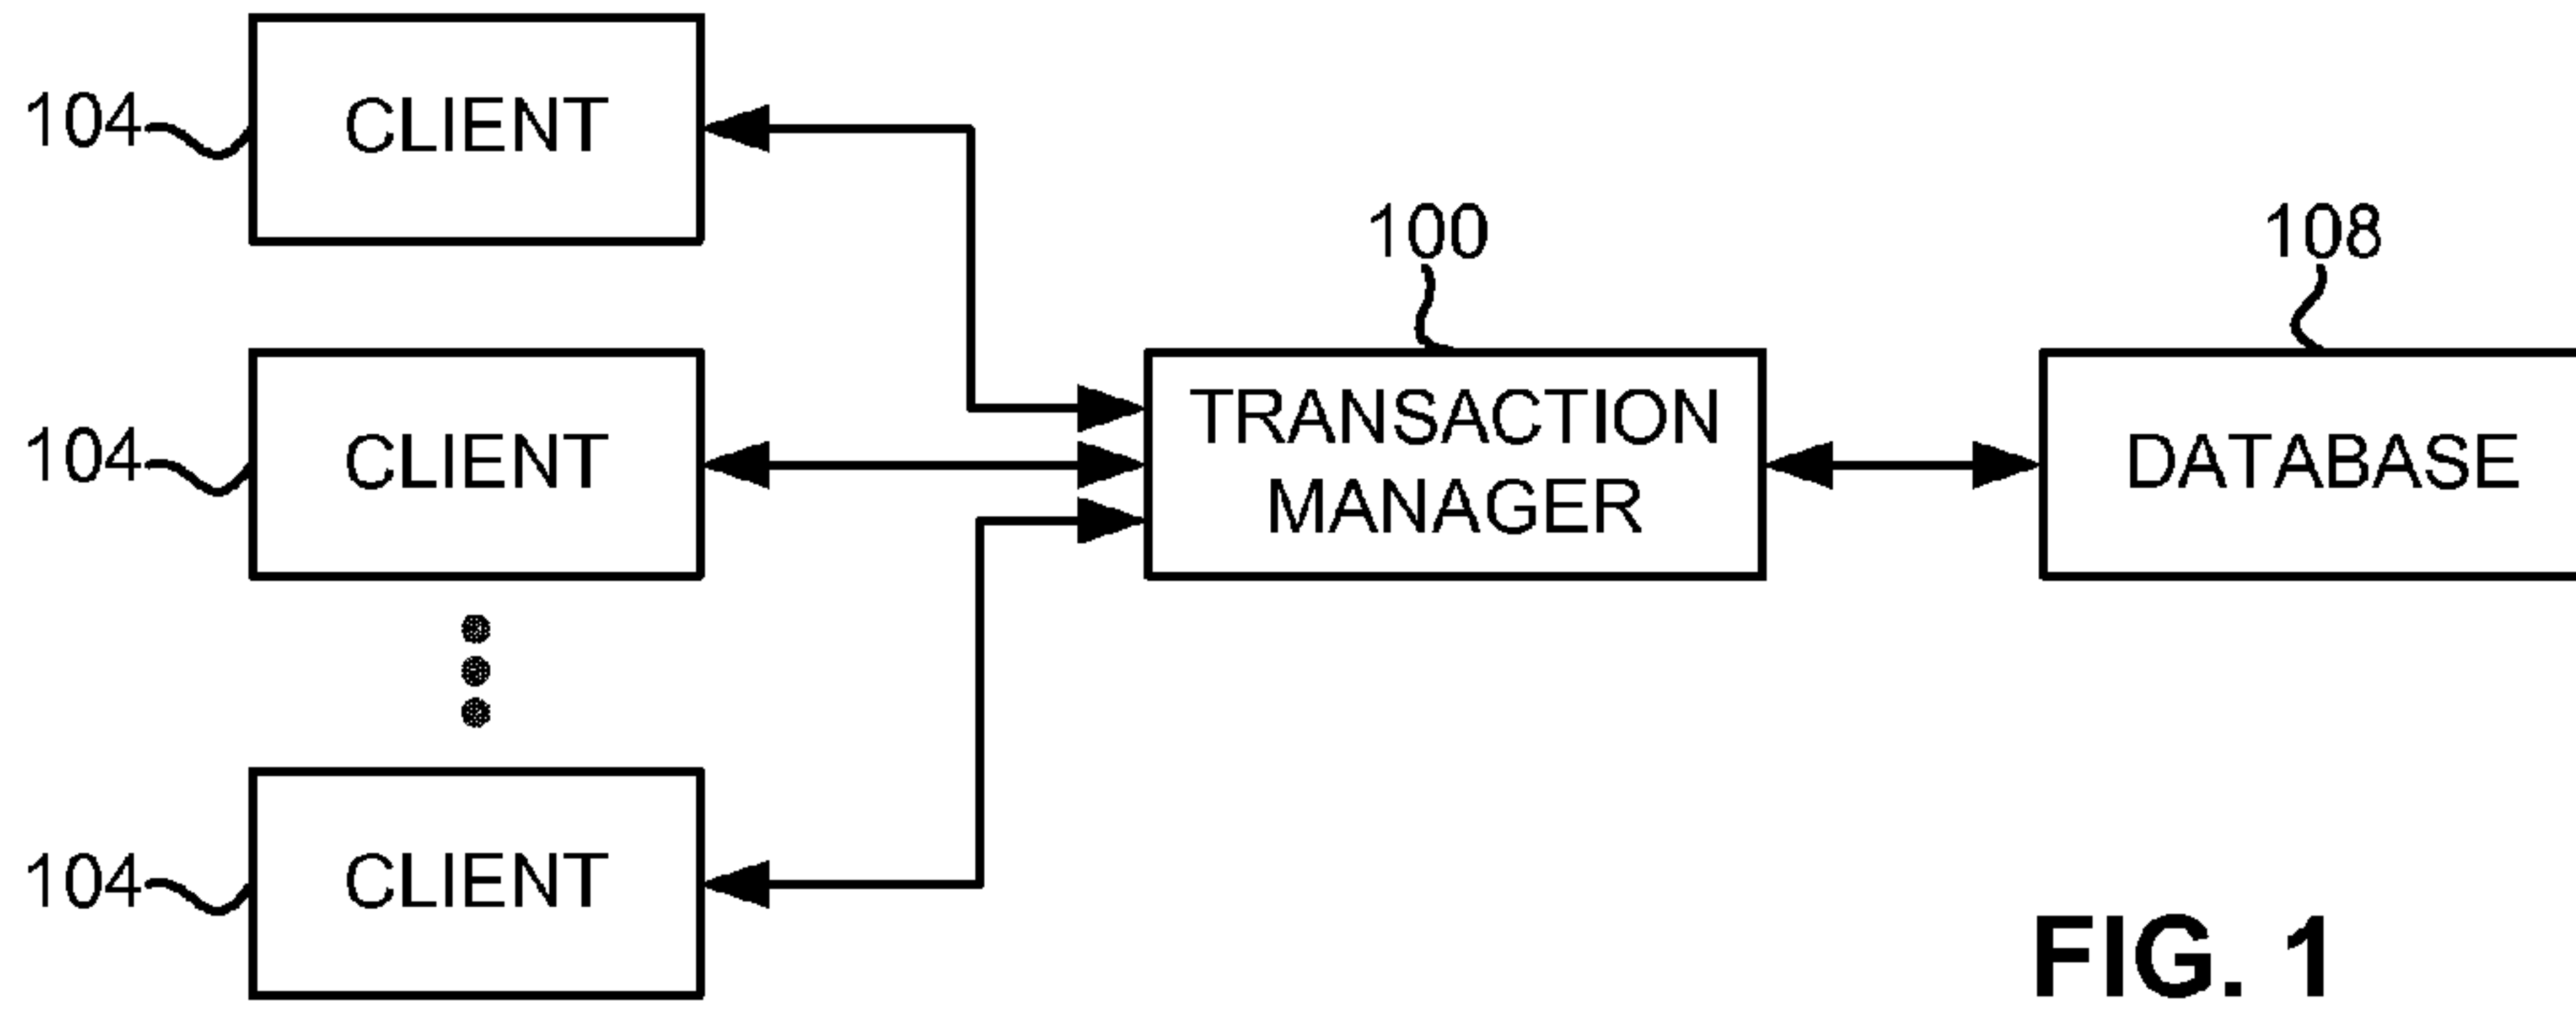 104
CLIENT
100
108
104
CLIENT
TRANSACTION
MANAGER
DATABASE
104
CLIENT
FIG. 1